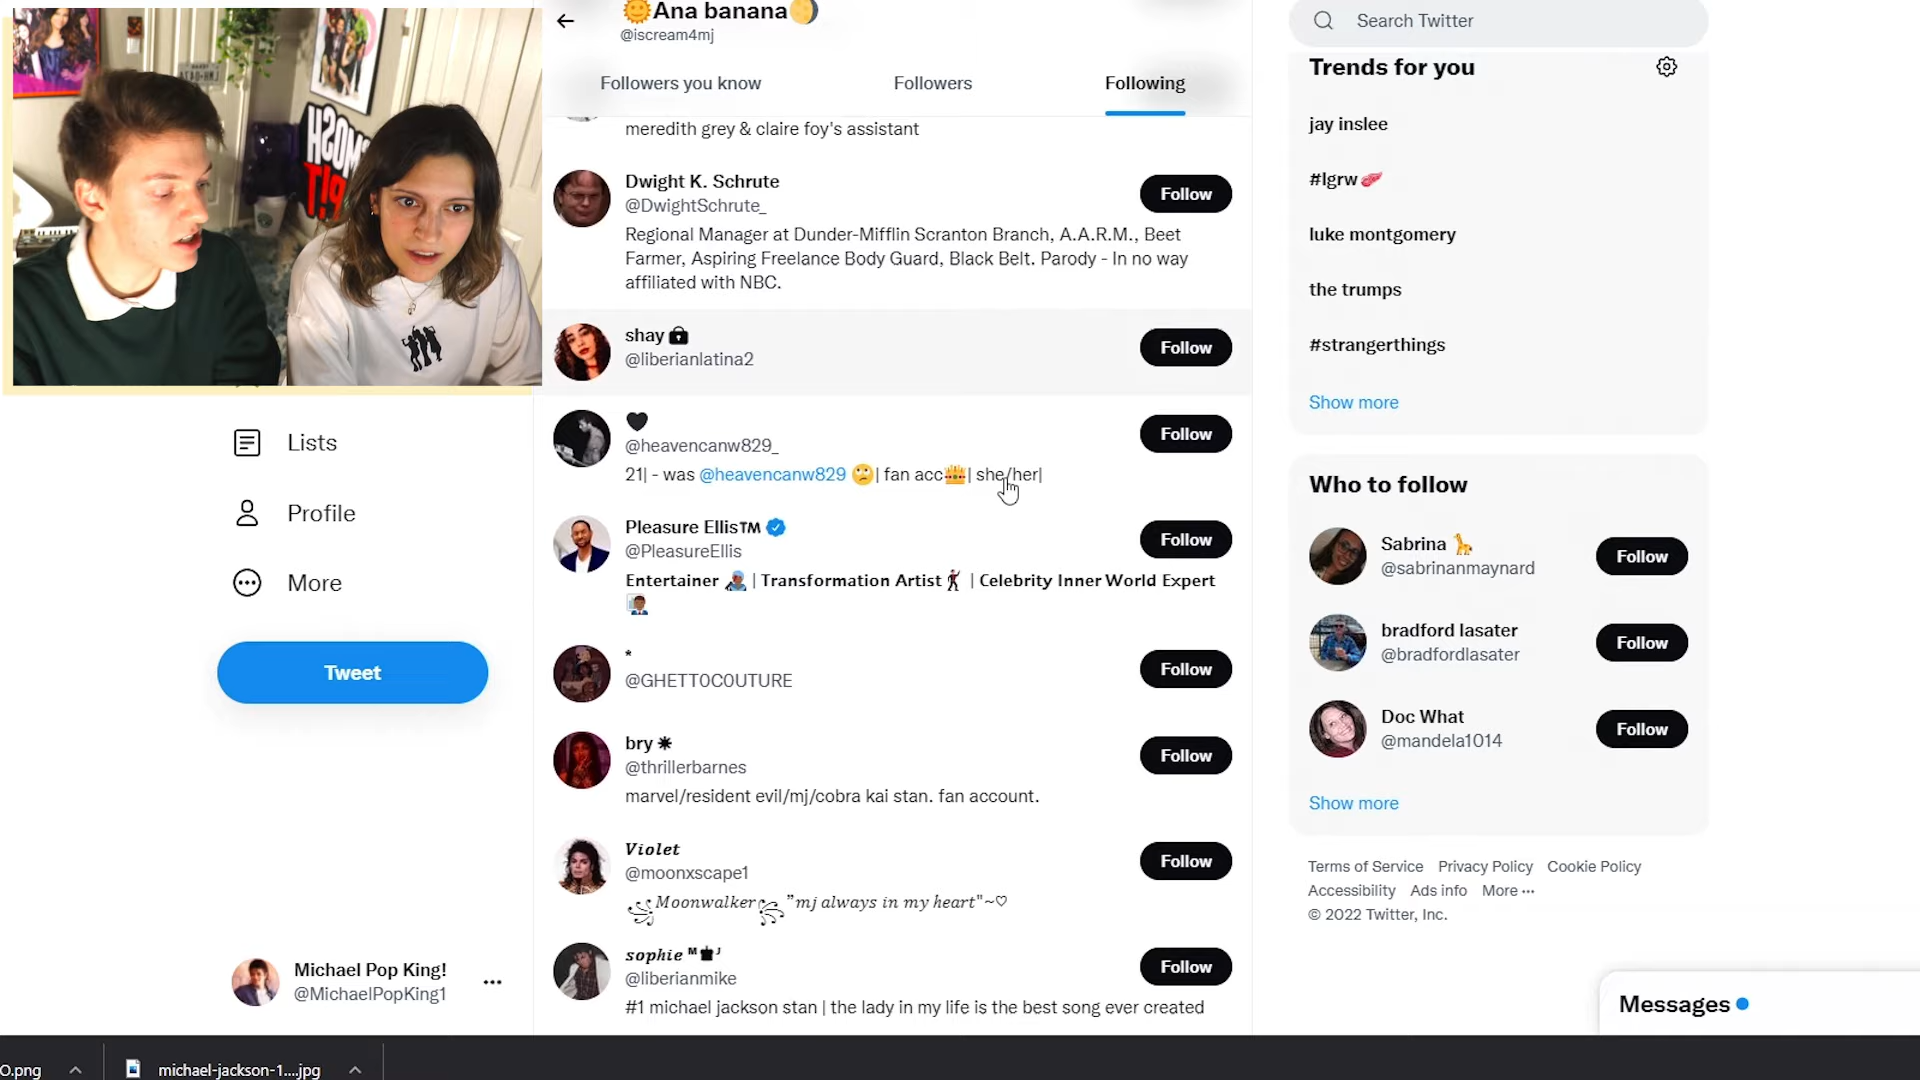 SMOSH
PIT
Ana banana
@iscream4mj
Followers you know
Followers
Following
meredith grey & claire foy's assistant
Dwight K. Schrute
@DwightSchrute_
Follow
Regional Manager at Dunder-Mifflin Scranton Branch, A.A.R.M., Beet
Farmer, Aspiring Freelance Body Guard, Black Belt. Parody - In no way
affiliated with NBC.
shay
@liberianlatina2
Follow
🖤
@heavencanw829_
Follow
21| - was @heavencanw829 🙄| fan acc👑| she/her|
Pleasure Ellis™
@PleasureEllis
Follow
Entertainer | Transformation Artist | Celebrity Inner World Expert
*
@GHETTOC0UTURE
Follow
bry ✷
@thrillerbarnes
Follow
marvel/resident evil/mj/cobra kai stan. fan account.
Violet
@moonxscape1
Follow
Moonwalker "mj always in my heart"~♡
sophie ᴹ ᴶ
@liberianmike
Follow
#1 michael jackson stan | the lady in my life is the best song ever created
Lists
Profile
More
Tweet
Michael Pop King!
@MichaelPopKing1
Search Twitter
Trends for you
jay inslee
#lgrw
luke montgomery
the trumps
#strangerthings
Show more
Who to follow
Sabrina 🦒
@sabrinanmaynard
Follow
bradford lasater
@bradfordlasater
Follow
Doc What
@mandela1014
Follow
Show more
Terms of Service Privacy Policy Cookie Policy
Accessibility Ads info More ···
© 2022 Twitter, Inc.
Messages
O.png
michael-jackson-1....jpg